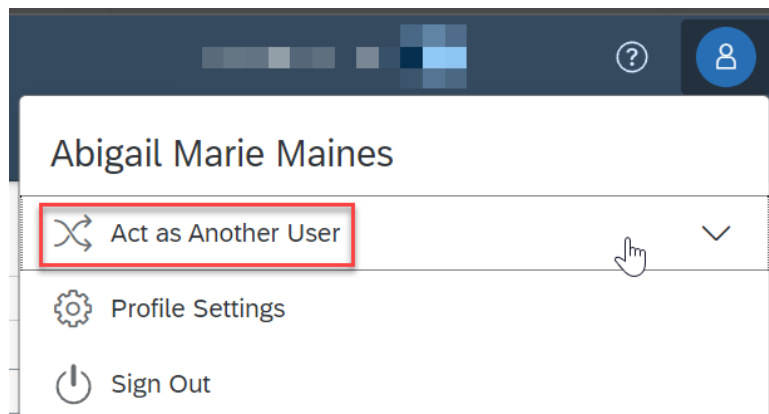 Abigail Marie Maines
Act as Another User
Profile Settings
Sign Out